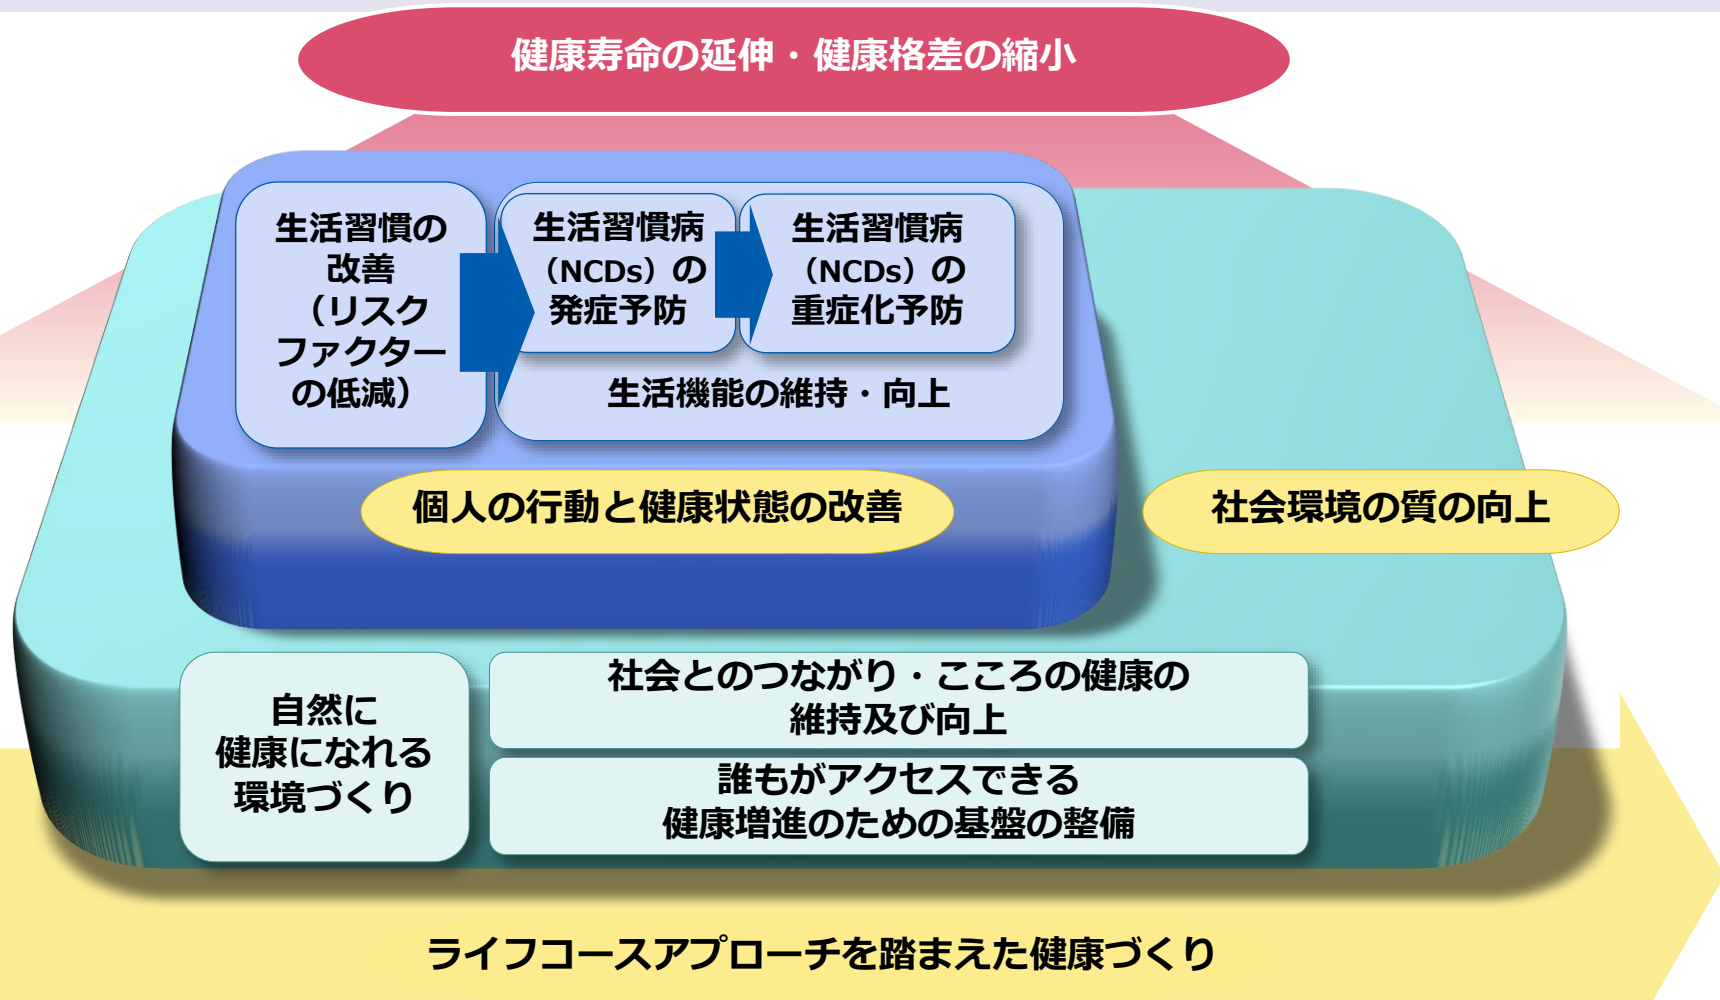 健康寿命の延伸・健康格差の縮小
生活習慣の
改善
（リスク
ファクター
の低減）
生活習慣病
（NCDs）の
発症予防
生活習慣病
（NCDs）の
重症化予防
生活機能の維持・向上
個人の行動と健康状態の改善
社会環境の質の向上
自然に
健康になれる
環境づくり
社会とのつながり・こころの健康の
維持及び向上
誰もがアクセスできる
健康増進のための基盤の整備
ライフコースアプローチを踏まえた健康づくり